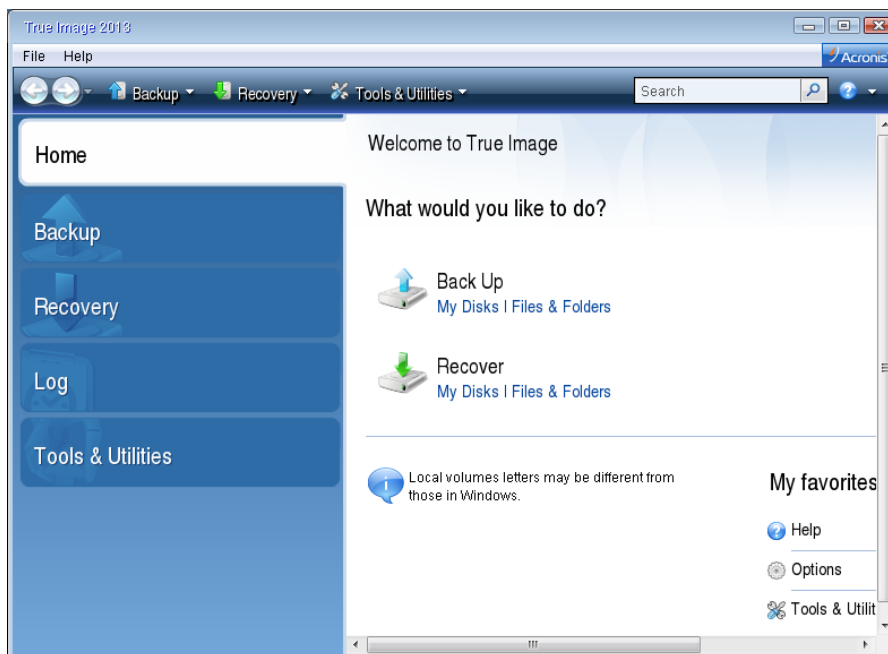 True Image 2013
File Help
Acronis
Backup Recovery Tools & Utilities Search
Home
Backup
Recovery
Log
Tools & Utilities
Welcome to True Image
What would you like to do?
Back Up
My Disks | Files & Folders
Recover
My Disks | Files & Folders
Local volumes letters may be different from
those in Windows.
My favorites
Help
Options
Tools & Utilit